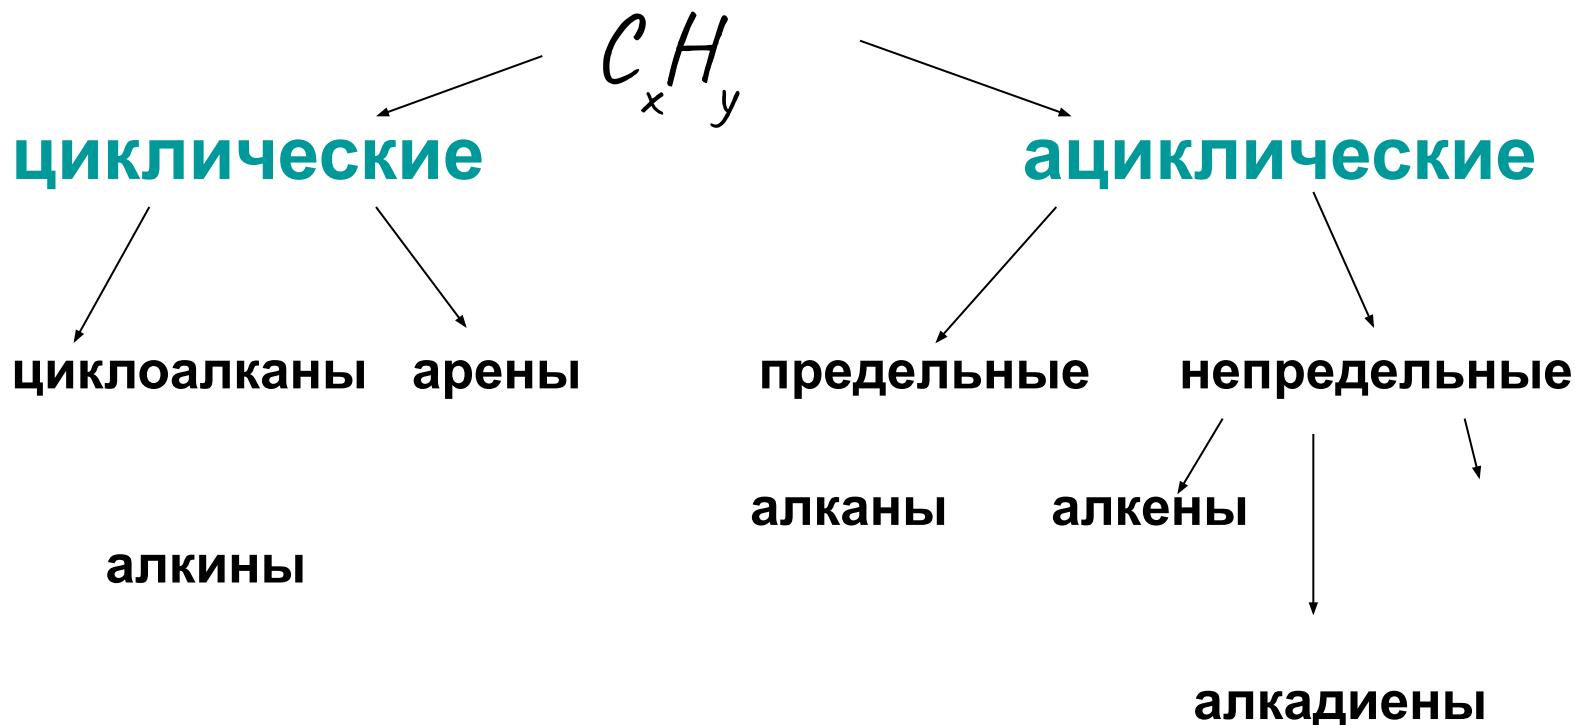 CxHy
циклические ациклические
циклоалканы арены предельные непредельные
алканы алкены
алкины
алкадиены